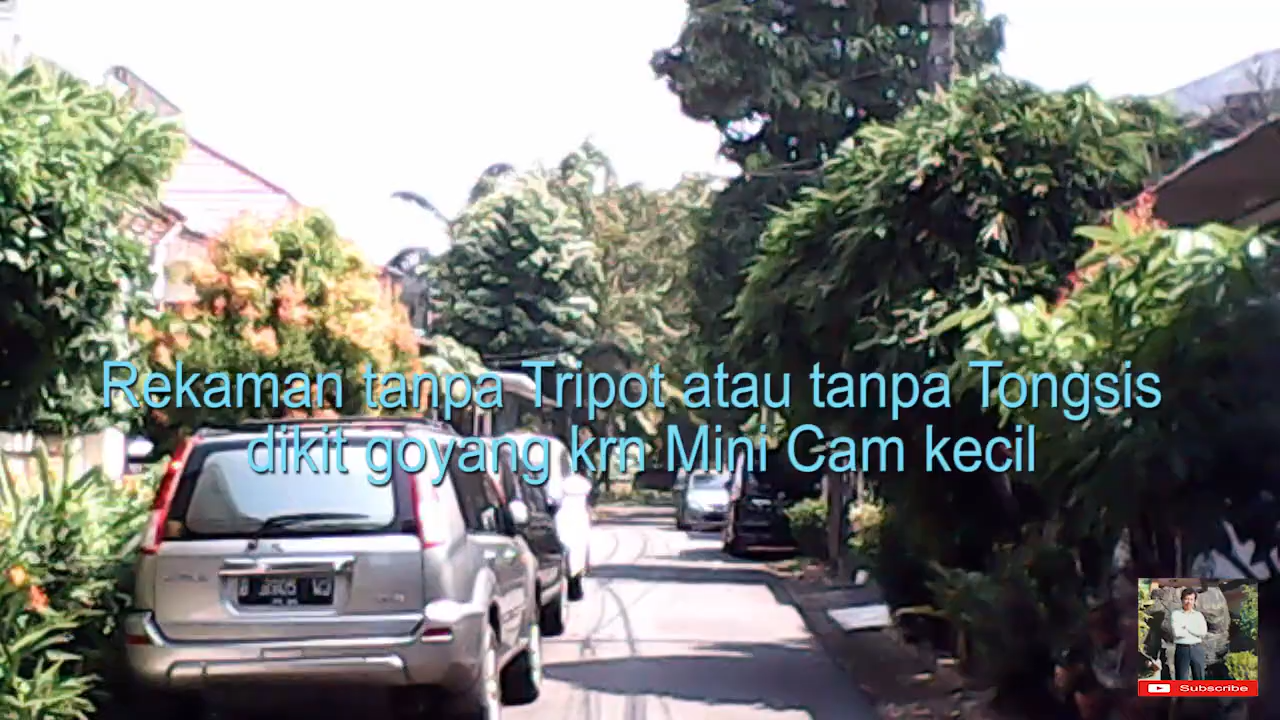 Rekaman tanpa Tripot atau tanpa Tongsis
dikit goyang krn Mini Cam kecil
Subscribe